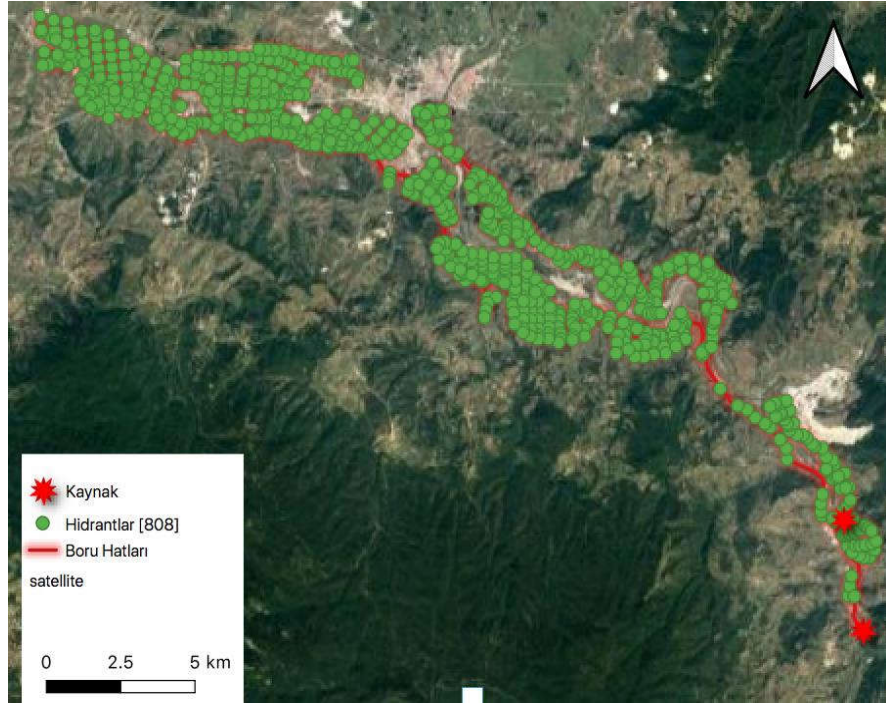 Kaynak
Hidrantlar [808]
Boru Hatları
satellite
0 2.5 5 km